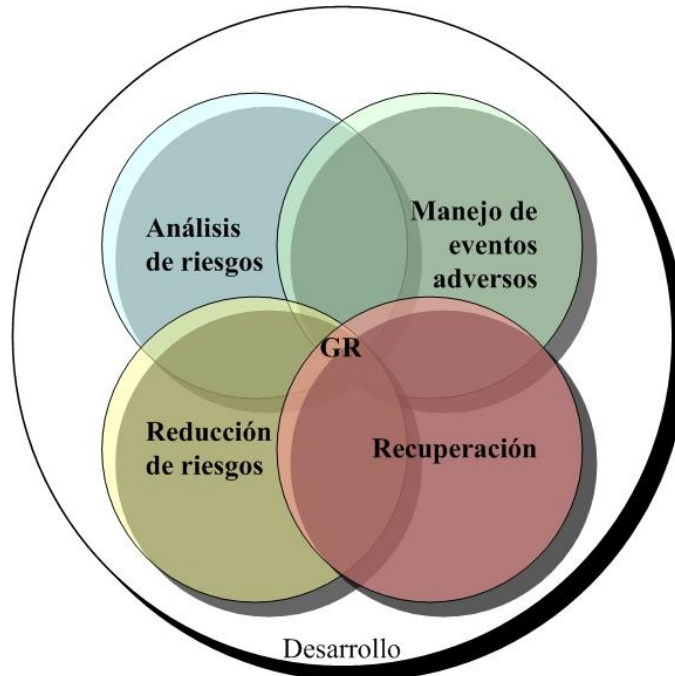 Análisis
de riesgos
Manejo de
eventos
adversos
GR
Reducción
de riesgos
Recuperación
Desarrollo